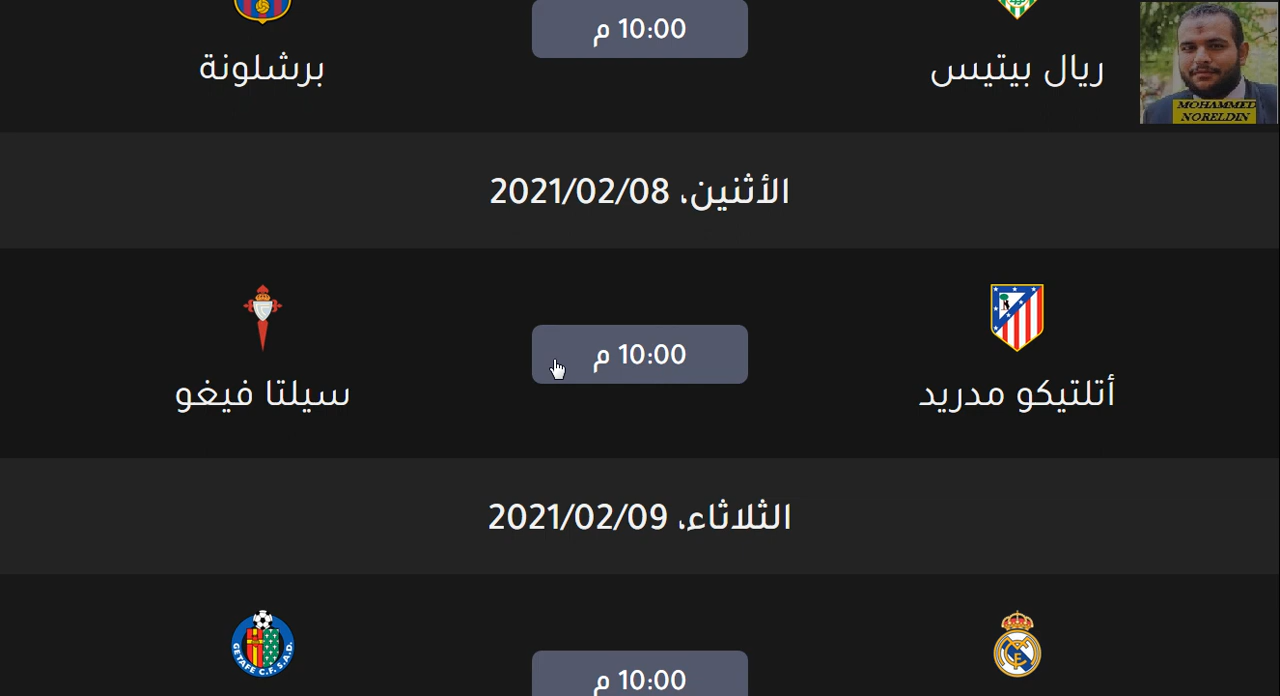 10:00 م
ريال بيتيس
برشلونة
MOHAMMED
NORELDIN
الأثنين، 2021/02/08
10:00 م
أتلتيكو مدريد
سيلتا فيغو
الثلاثاء، 2021/02/09
GETAFE C.F. S.A.D.
10:00 م